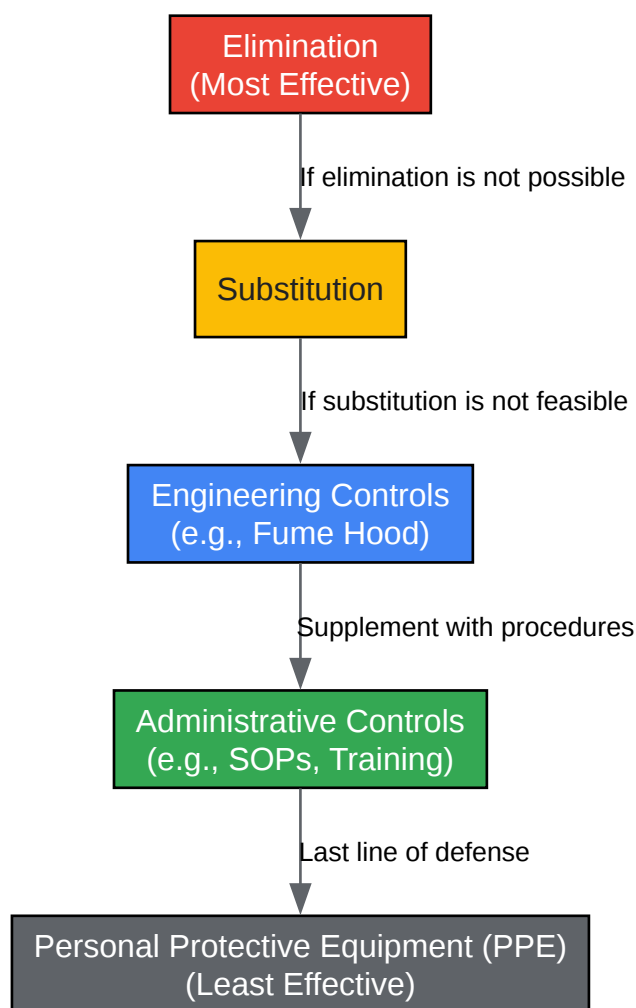 Elimination
(Most Effective)
If elimination is not possible
Substitution
If substitution is not feasible
Engineering Controls
(e.g., Fume Hood)
Supplement with procedures
Administrative Controls
(e.g., SOPs, Training)
Last line of defense
Personal Protective Equipment (PPE)
(Least Effective)